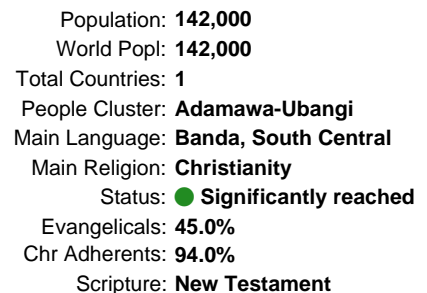 Population: 142,000
World Popl: 142,000
Total Countries: 1
People Cluster: Adamawa-Ubangi
Main Language: Banda, South Central
Main Religion: Christianity
Status: Significantly reached
Evangelicals: 45.0%
Chr Adherents: 94.0%
Scripture: New Testament